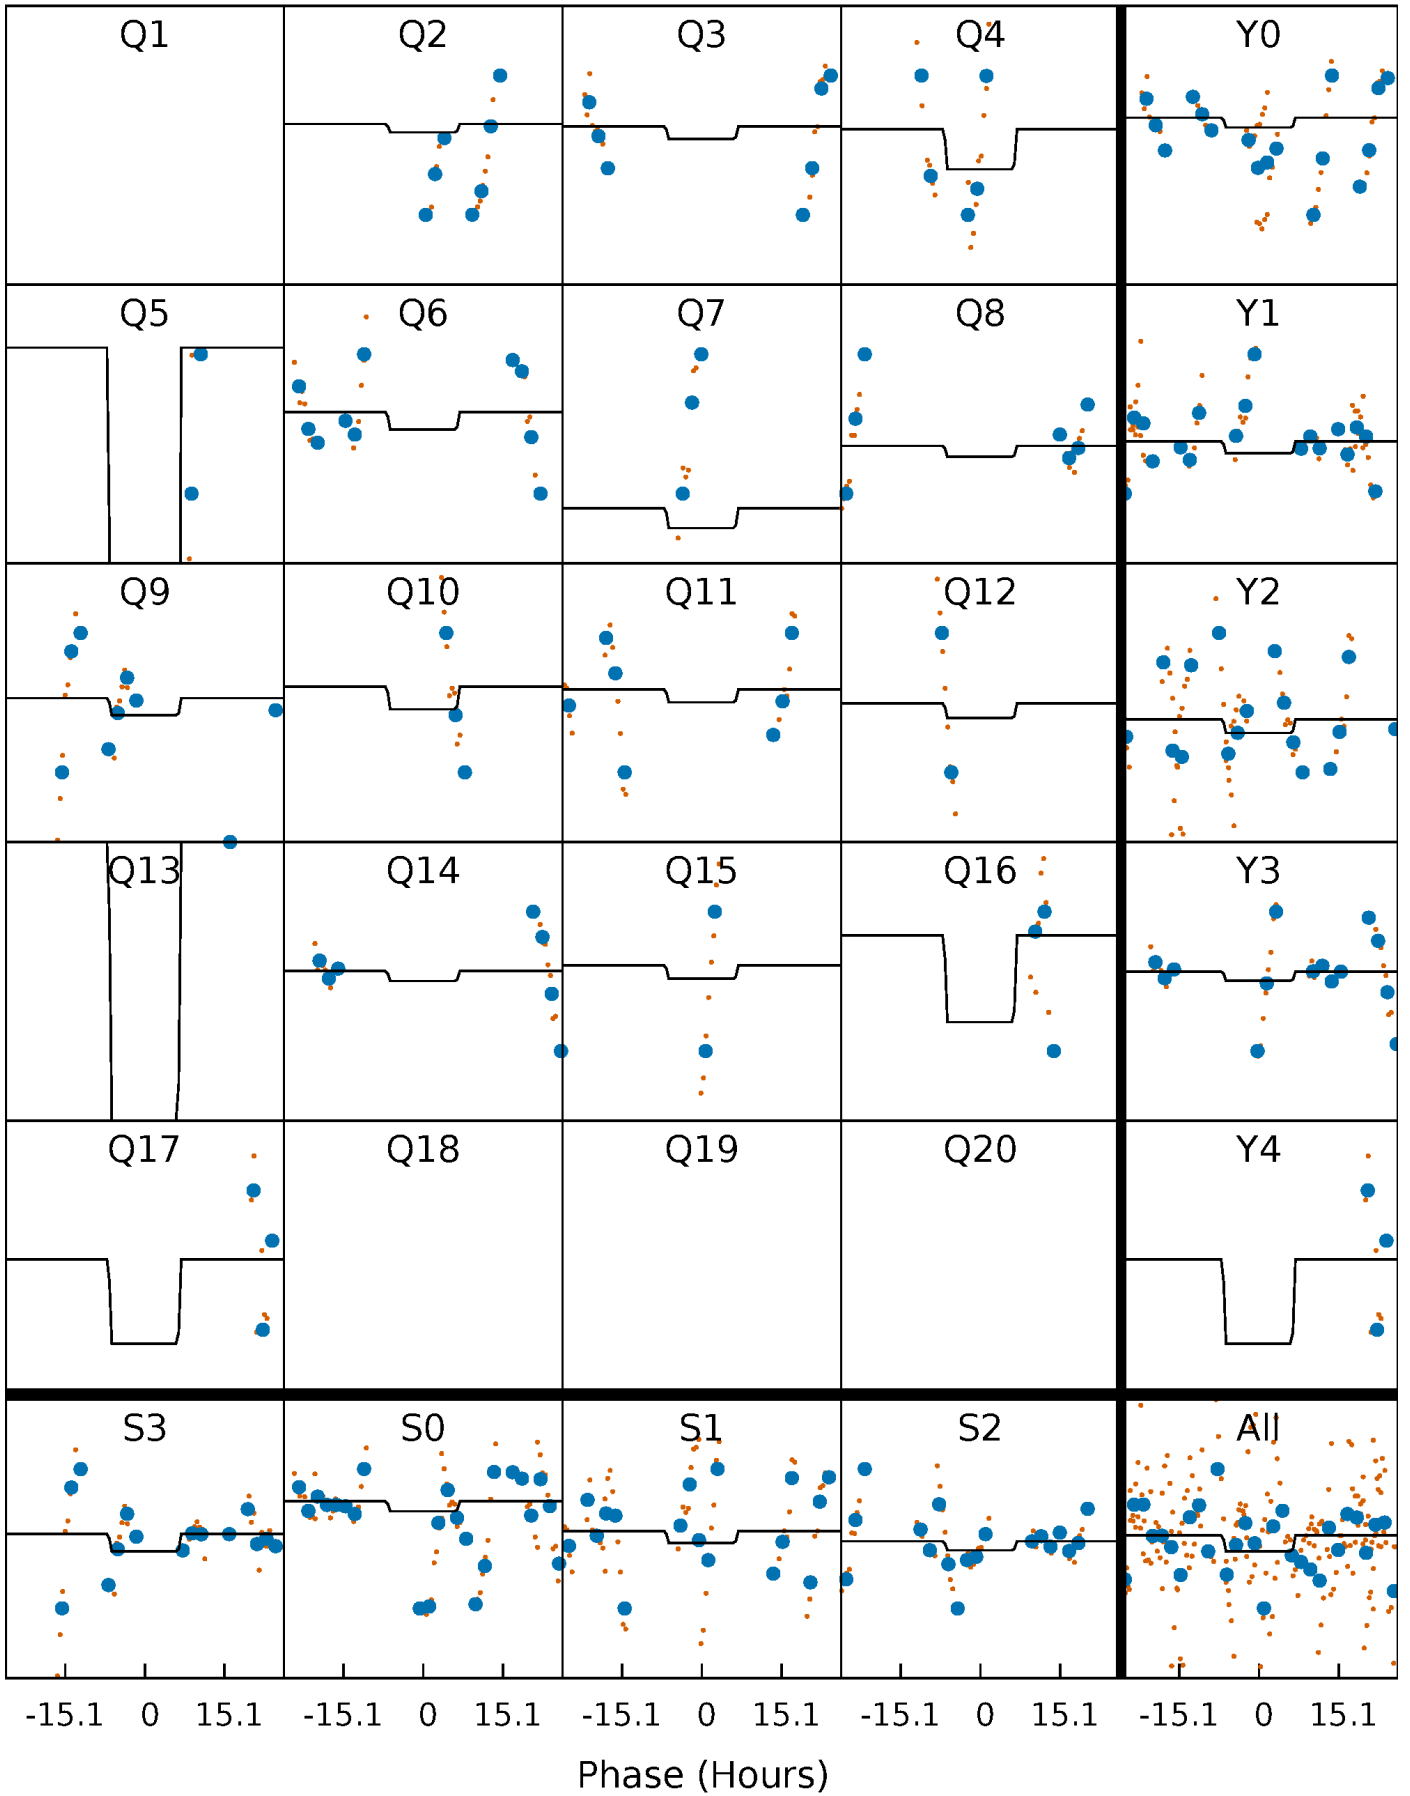 Q1 Q2 Q3 Q4 Y0
Q5 Q6 Q7 Q8 Y1
Q9 Q10 Q11 Q12 Y2
Q13 Q14 Q15 Q16 Y3
Q17 Q18 Q19 Q20 Y4
S3 S0 S1 S2 All
-15.1 0 15.1 -15.1 0 15.1 -15.1 0 15.1 -15.1 0 15.1 -15.1 0 15.1
Phase (Hours)